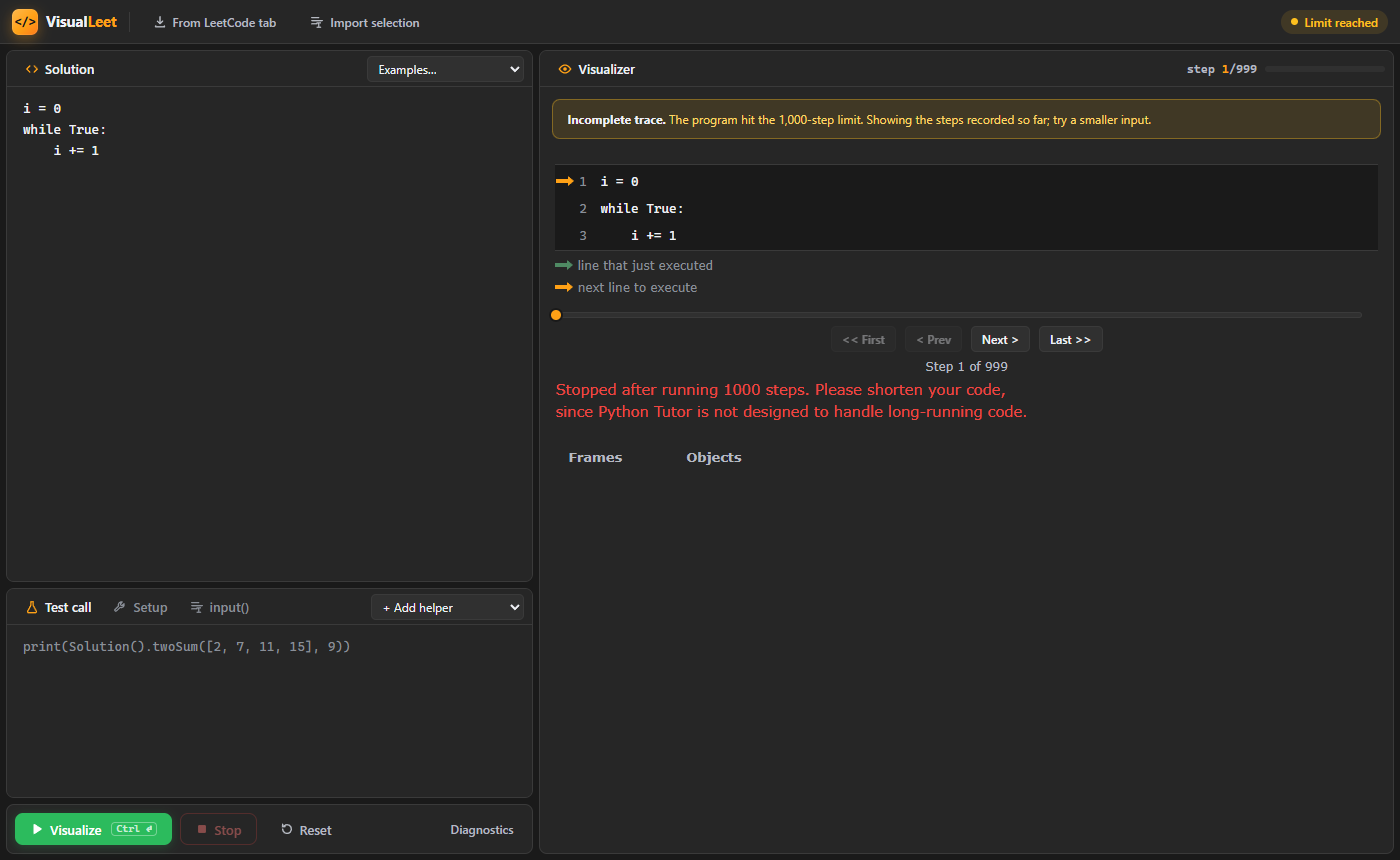 </> VisualLeet From LeetCode tab Import selection Limit reached
Solution Examples...
i = 0
while True:
    i += 1
Test call Setup input() + Add helper
print(Solution().twoSum([2, 7, 11, 15], 9))
Visualize Ctrl ⏎ Stop Reset Diagnostics
Visualizer step 1/999
Incomplete trace. The program hit the 1,000-step limit. Showing the steps recorded so far; try a smaller input.
1 i = 0
2 while True:
3     i += 1
line that just executed
next line to execute
<< First < Prev Next > Last >>
Step 1 of 999
Stopped after running 1000 steps. Please shorten your code,
since Python Tutor is not designed to handle long-running code.
Frames Objects